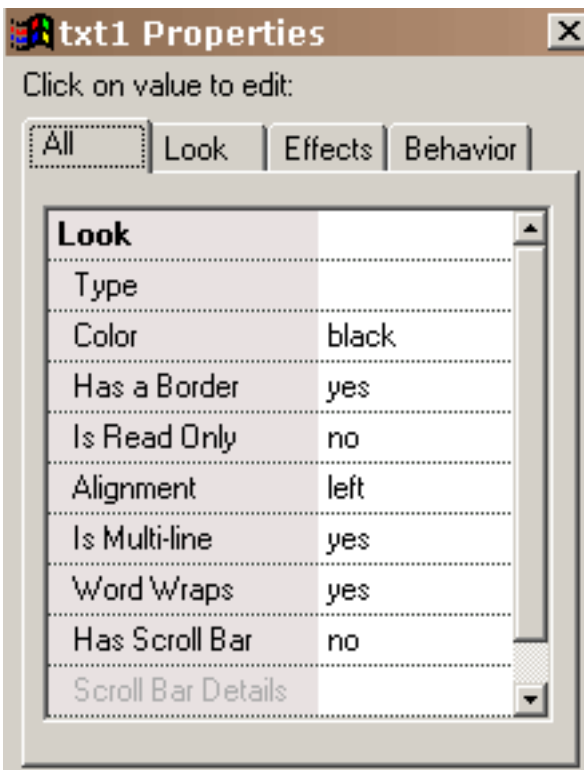 txt1 Properties
Click on value to edit:
All Look Effects Behavior
Look
Type
Color black
Has a Border yes
Is Read Only no
Alignment left
Is Multi-line yes
Word Wraps yes
Has Scroll Bar no
Scroll Bar Details